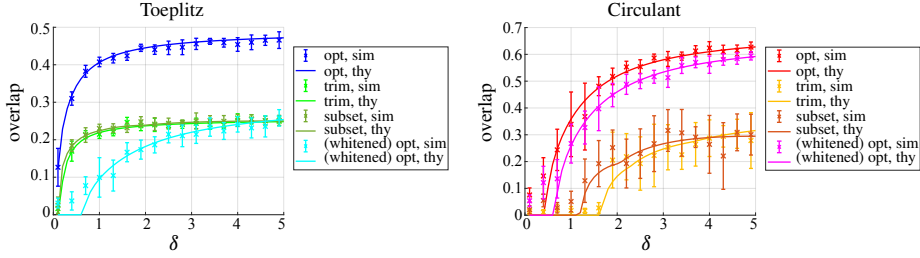 Toeplitz
0.5
0.4
0.3
0.2
0.1
0
overlap
0 1 2 3 4 5
δ
opt, sim
opt, thy
trim, sim
trim, thy
subset, sim
subset, thy
(whitened) opt, sim
(whitened) opt, thy
Circulant
0.7
0.6
0.5
0.4
0.3
0.2
0.1
0
overlap
0 1 2 3 4 5
δ
opt, sim
opt, thy
trim, sim
trim, thy
subset, sim
subset, thy
(whitened) opt, sim
(whitened) opt, thy